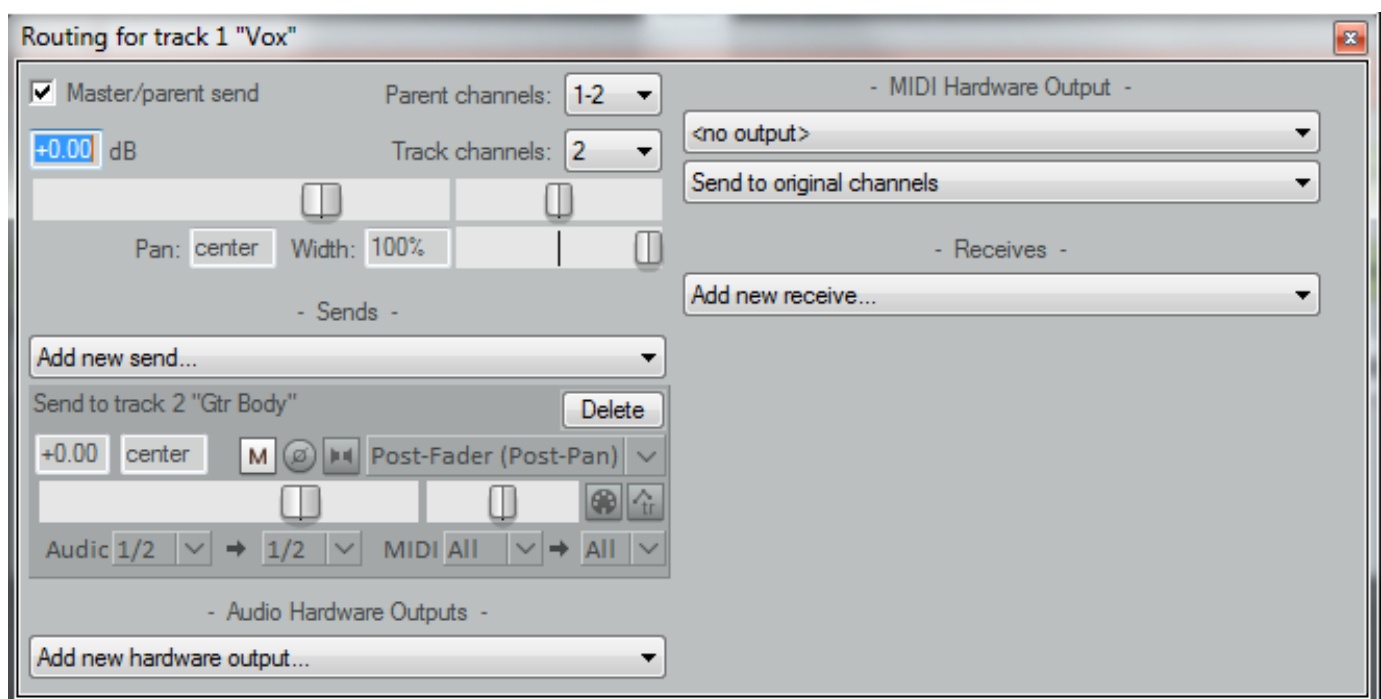 Routing for track 1 "Vox"
Master/parent send
Parent channels: 1-2
+0.00 dB
Track channels: 2
Pan: center Width: 100%
- Sends -
Add new send...
Send to track 2 "Gtr Body"
Delete
+0.00 center M Post-Fader (Post-Pan)
tr
Audic 1/2 1/2 MIDI All All
- Audio Hardware Outputs -
Add new hardware output...
- MIDI Hardware Output -
<no output>
Send to original channels
- Receives -
Add new receive...